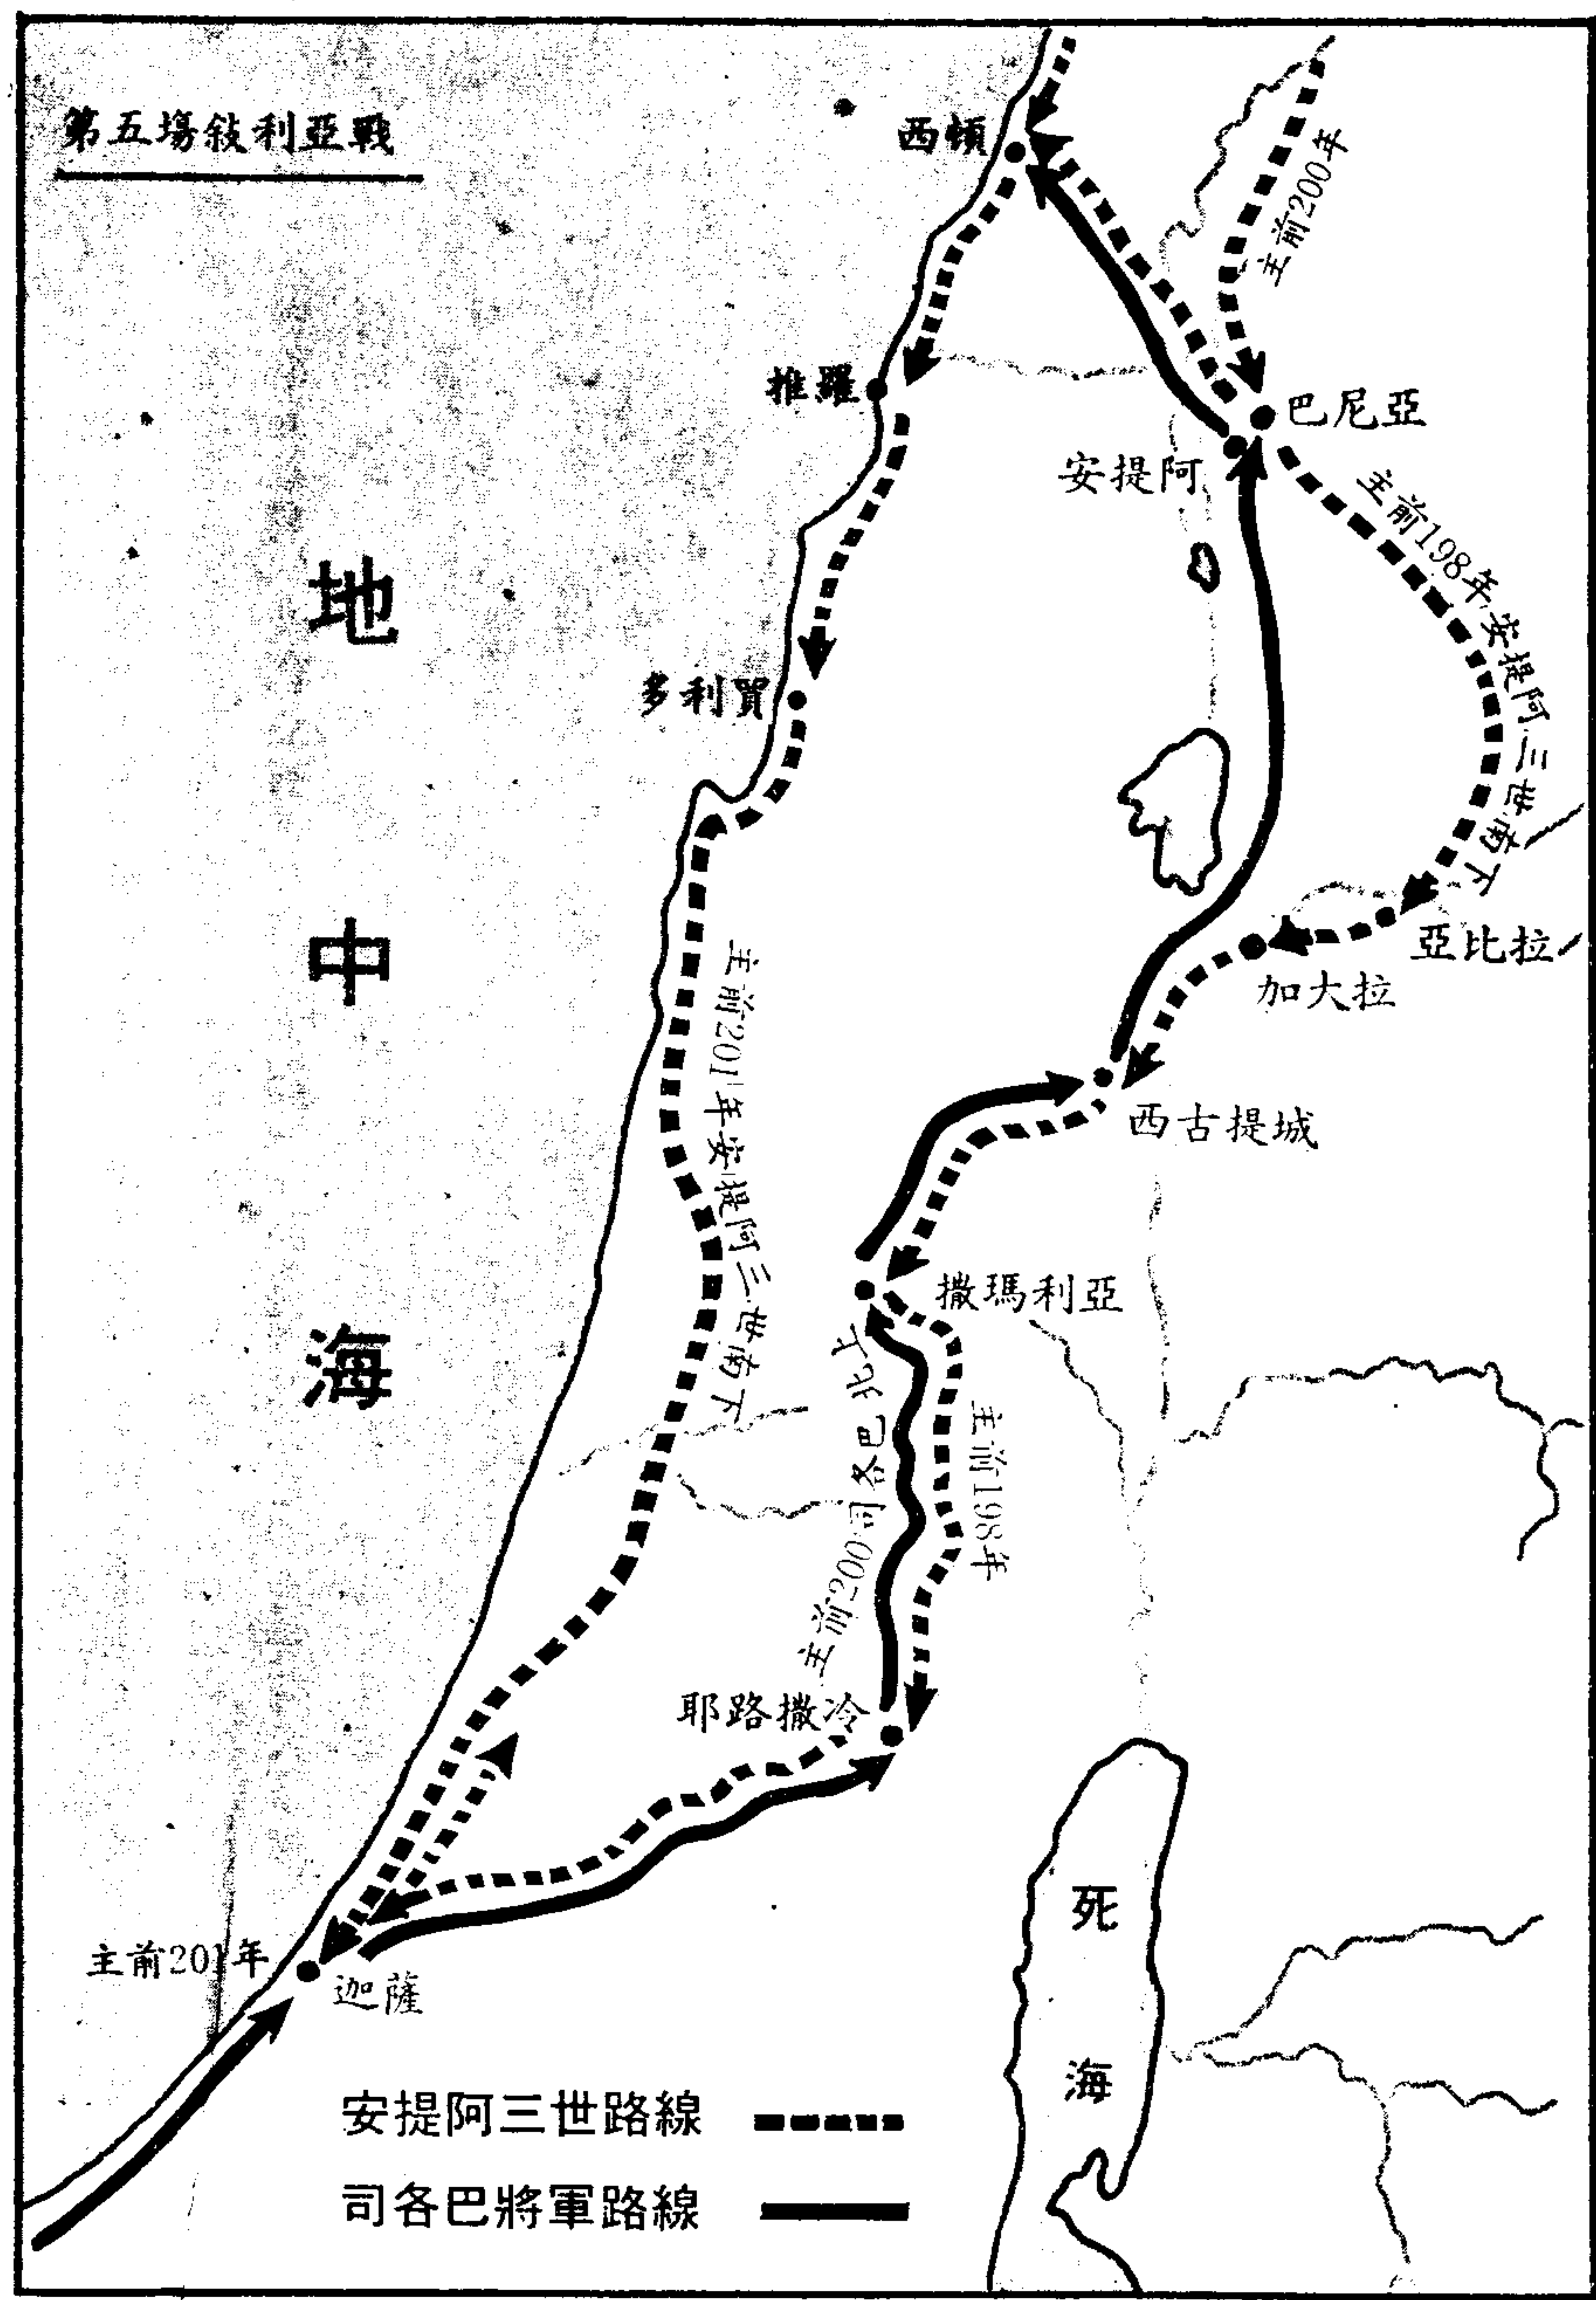 第五場敍利亞戰
西頓
主前200年
推羅
巴尼亞
安提阿
主前198年安提阿三世南下
地中海
多利買
亞比拉
加大拉
主前201年安提阿三世南下
西古提城
撒瑪利亞
主前200司各巴北上
主前198年
耶路撒冷
主前201年
迦薩
死海
安提阿三世路線
司各巴將軍路線